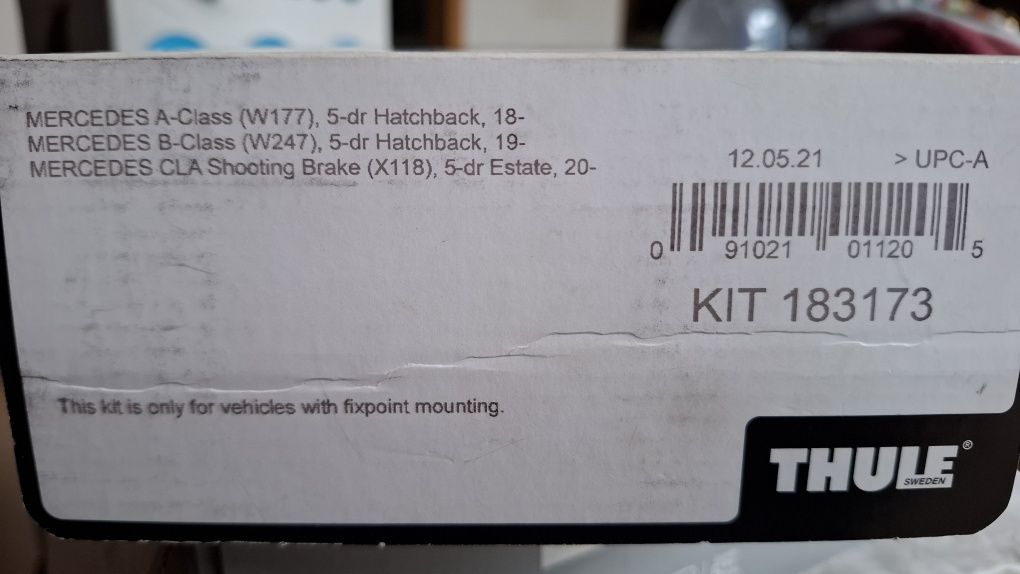 MERCEDES A-Class (W177), 5-dr Hatchback, 18-
MERCEDES B-Class (W247), 5-dr Hatchback, 19-
MERCEDES CLA Shooting Brake (X118), 5-dr Estate, 20-
12.05.21 > UPC-A
0 91021 01120 5
KIT 183173
This kit is only for vehicles with fixpoint mounting.
THULE®
SWEDEN